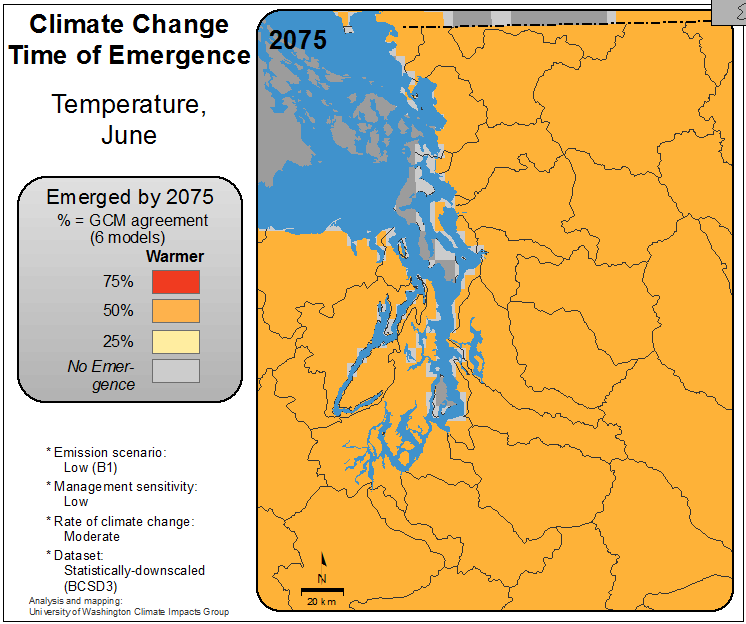 Climate Change
Time of Emergence
Temperature,
June
Emerged by 2075
% = GCM agreement
(6 models)
Warmer
75%
50%
25%
No Emer-
gence
* Emission scenario:
Low (B1)
* Management sensitivity:
Low
* Rate of climate change:
Moderate
* Dataset:
Statistically-downscaled
(BCSD3)
Analysis and mapping:
University of Washington Climate Impacts Group
2075
N
20 km